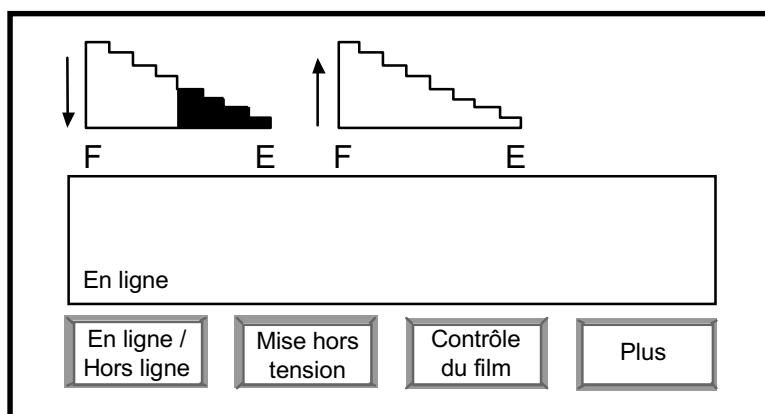 F E F E
En ligne
En ligne /
Hors ligne
Mise hors
tension
Contrôle
du film
Plus